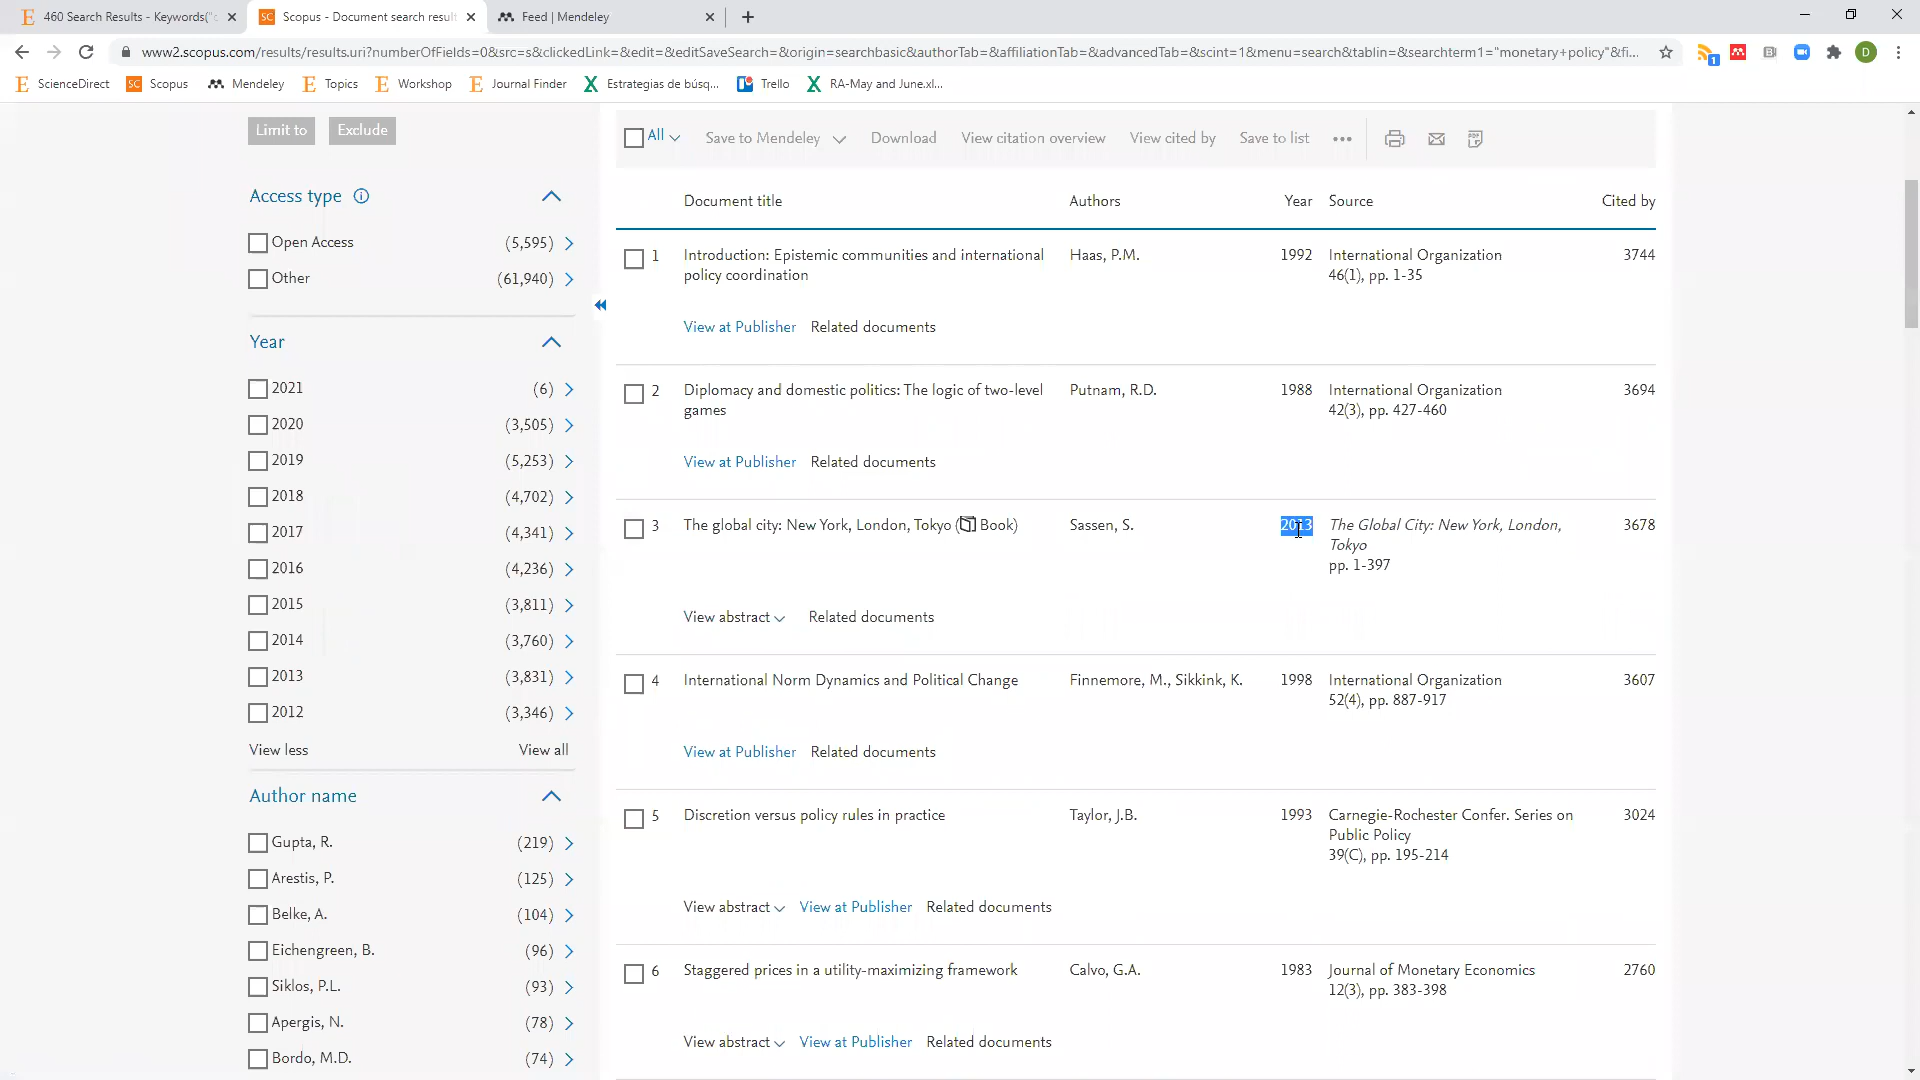 460 Search Results - Keywords("c
Scopus - Document search result
Feed | Mendeley
www2.scopus.com/results/results.uri?numberOfFields=0&src=s&clickedLink=&edit=&editSaveSearch=&origin=searchbasic&authorTab=&affiliationTab=&advancedTab=&scint=1&menu=search&tablin=&searchterm1="monetary+policy"&fi...
ScienceDirect
Scopus
Mendeley
Topics
Workshop
Journal Finder
Estrategias de búsq...
Trello
RA-May and June.xl...
Limit to Exclude
Access type
Open Access (5,595)
Other (61,940)
Year
2021 (6)
2020 (3,505)
2019 (5,253)
2018 (4,702)
2017 (4,341)
2016 (4,236)
2015 (3,811)
2014 (3,760)
2013 (3,831)
2012 (3,346)
View less View all
Author name
Gupta, R. (219)
Arestis, P. (125)
Belke, A. (104)
Eichengreen, B. (96)
Siklos, P.L. (93)
Apergis, N. (78)
Bordo, M.D. (74)
All Save to Mendeley Download View citation overview View cited by Save to list •••
Document title Authors Year Source Cited by
1 Introduction: Epistemic communities and international Haas, P.M. 1992 International Organization 3744
policy coordination 46(1), pp. 1-35
View at Publisher Related documents
2 Diplomacy and domestic politics: The logic of two-level Putnam, R.D. 1988 International Organization 3694
games 42(3), pp. 427-460
View at Publisher Related documents
3 The global city: New York, London, Tokyo (Book) Sassen, S. 2013 The Global City: New York, London, 3678
Tokyo
pp. 1-397
View abstract Related documents
4 International Norm Dynamics and Political Change Finnemore, M., Sikkink, K. 1998 International Organization 3607
52(4), pp. 887-917
View at Publisher Related documents
5 Discretion versus policy rules in practice Taylor, J.B. 1993 Carnegie-Rochester Confer. Series on 3024
Public Policy
39(C), pp. 195-214
View abstract View at Publisher Related documents
6 Staggered prices in a utility-maximizing framework Calvo, G.A. 1983 Journal of Monetary Economics 2760
12(3), pp. 383-398
View abstract View at Publisher Related documents